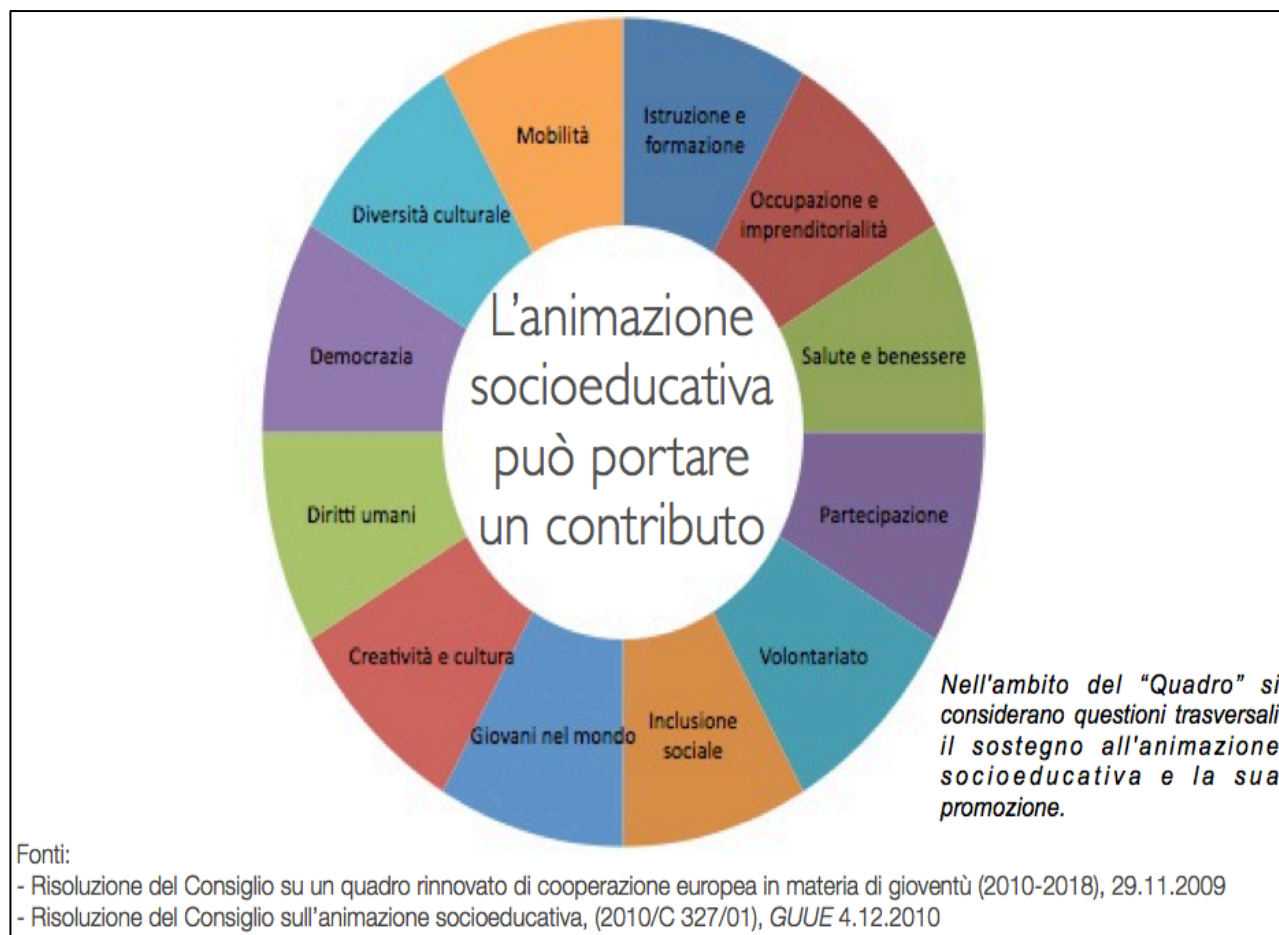 Mobilità
Istruzione e
formazione
Occupazione e
imprenditorialità
Salute e benessere
Partecipazione
Volontariato
Inclusione
sociale
Giovani nel mondo
Creatività e cultura
Diritti umani
Democrazia
Diversità culturale
L'animazione
socioeducativa
può portare
un contributo
Nell'ambito del “Quadro” si
considerano questioni trasversali
il sostegno all'animazione
socioeducativa e la sua
promozione.
Fonti:
- Risoluzione del Consiglio su un quadro rinnovato di cooperazione europea in materia di gioventù (2010-2018), 29.11.2009
- Risoluzione del Consiglio sull'animazione socioeducativa, (2010/C 327/01), GUUE 4.12.2010